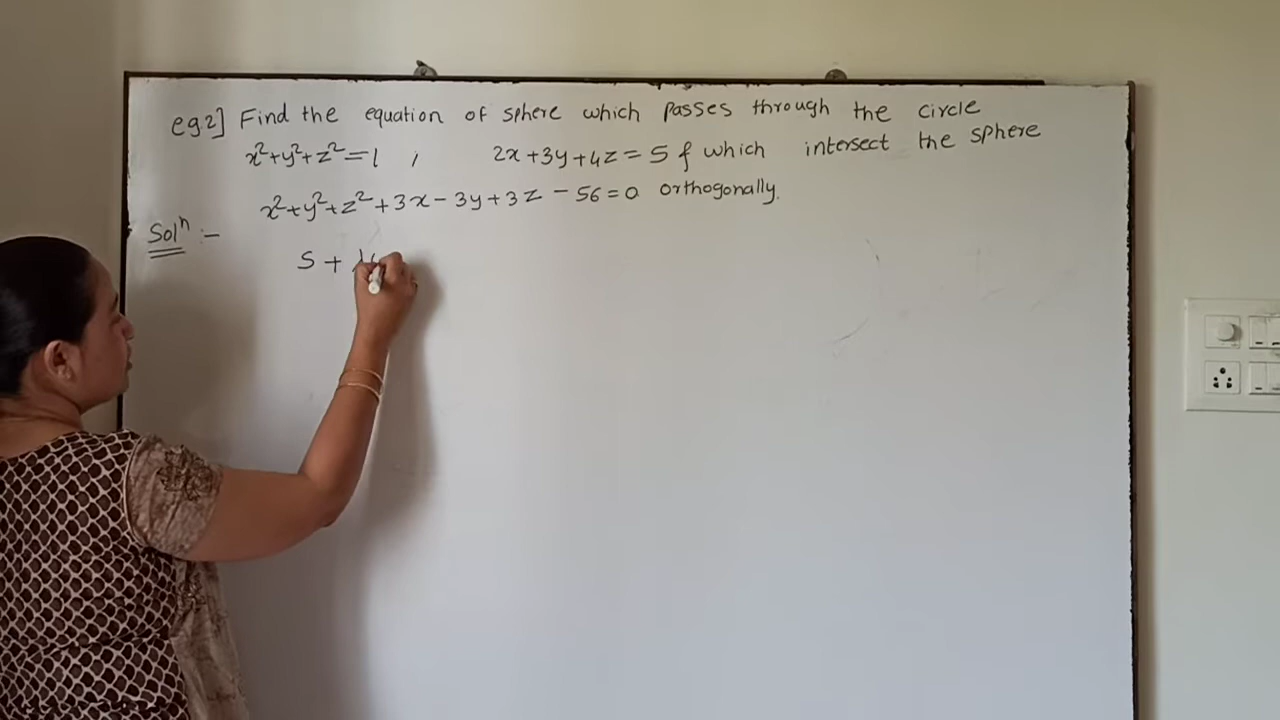 eg2] Find the equation of sphere which passes through the circle
x²+y²+z²=1 , 2x+3y+4z=5 & which intersect the sphere
x²+y²+z²+3x-3y+3z-56=0 orthogonally.
Solⁿ :-
S +